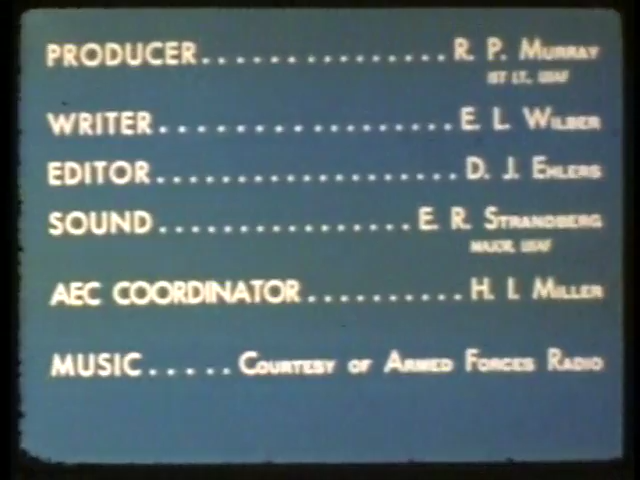 PRODUCER............... R. P. MURRAY
1ST LT., USAF
WRITER.................. E. L. WILBER
EDITOR................... D. J. EHLERS
SOUND................ E. R. STRANDBERG
MAJOR, USAF
AEC COORDINATOR.......... H. I. MILLER
MUSIC..... COURTESY OF ARMED FORCES RADIO